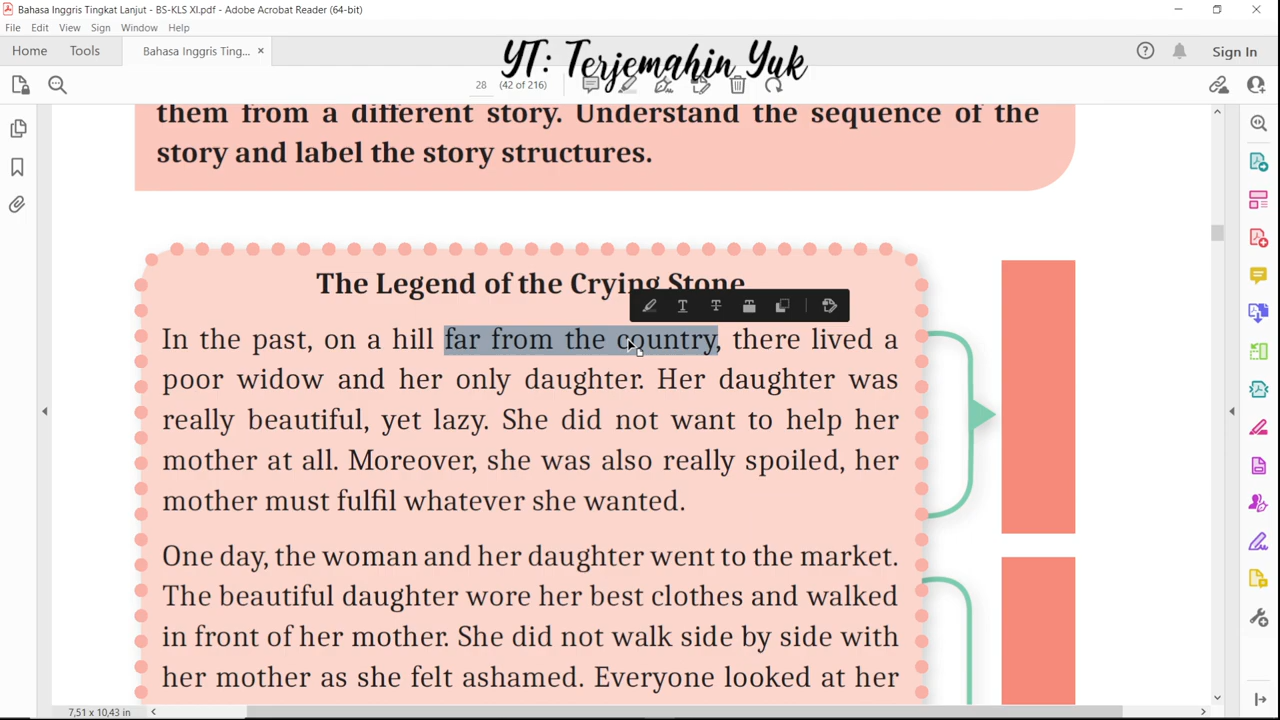 Bahasa Inggris Tingkat Lanjut - BS-KLS XI.pdf - Adobe Acrobat Reader (64-bit)
File Edit View Sign Window Help
Home Tools Bahasa Inggris Ting... × Sign In
YT: Terjemahin Yuk
28 (42 of 216)
them from a different story. Understand the sequence of the
story and label the story structures.
The Legend of the Crying Stone
In the past, on a hill far from the country, there lived a
poor widow and her only daughter. Her daughter was
really beautiful, yet lazy. She did not want to help her
mother at all. Moreover, she was also really spoiled, her
mother must fulfil whatever she wanted.
One day, the woman and her daughter went to the market.
The beautiful daughter wore her best clothes and walked
in front of her mother. She did not walk side by side with
her mother as she felt ashamed. Everyone looked at her
7,51 x 10,43 in